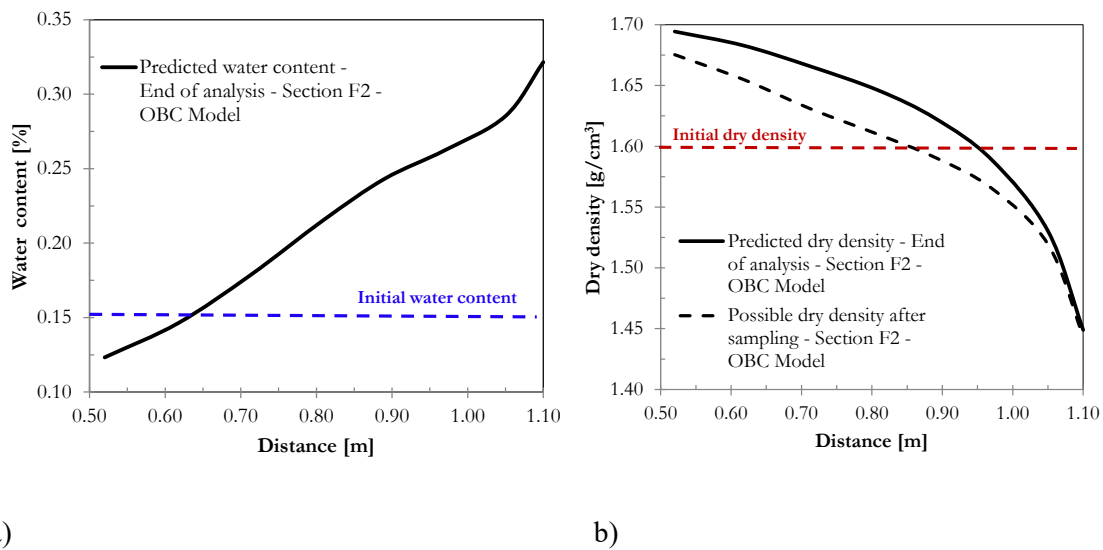 0.35
0.30
0.25
0.20
0.15
0.10
Water content [%]
Predicted water content -
End of analysis - Section F2 -
OBC Model
Initial water content
0.50
0.60
0.70
0.80
0.90
1.00
1.10
Distance [m]
1.70
1.65
1.60
1.55
1.50
1.45
1.40
Dry density [g/cm³]
Initial dry density
Predicted dry density - End
of analysis - Section F2 -
OBC Model
Possible dry density after
sampling - Section F2 -
OBC Model
0.50
0.60
0.70
0.80
0.90
1.00
1.10
Distance [m]
)
b)